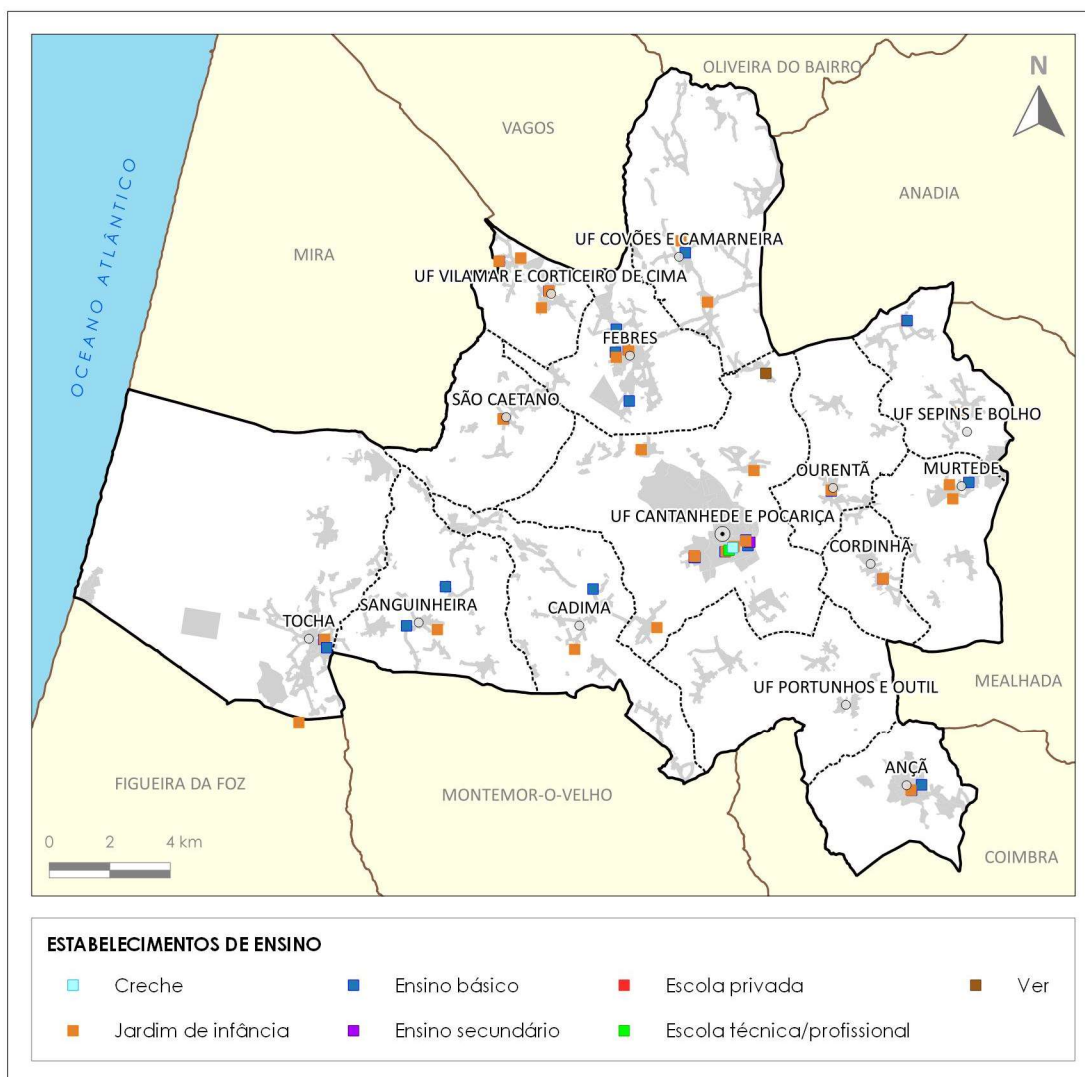 OLIVEIRA DO BAIRRO
N
VAGOS
ANADIA
OCEANO ATLÂNTICO
MIRA
UF COVÕES E CAMARNEIRA
UF VILAMAR E CORTICEIRO DE CIMA
FEBRES
SÃO CAETANO
UF SEPINS E BOLHO
OURENTÃ
MURTEDE
UF CANTANHEDE E POCARIÇA
CORDINHÃ
SANGUINHEIRA
CADIMA
TOCHA
UF PORTUNHOS E OUTIL
MEALHADA
ANÇÃ
FIGUEIRA DA FOZ
MONTEMOR-O-VELHO
COIMBRA
0 2 4 km
ESTABELECIMENTOS DE ENSINO
Creche
Ensino básico
Escola privada
Ver
Jardim de infância
Ensino secundário
Escola técnica/profissional